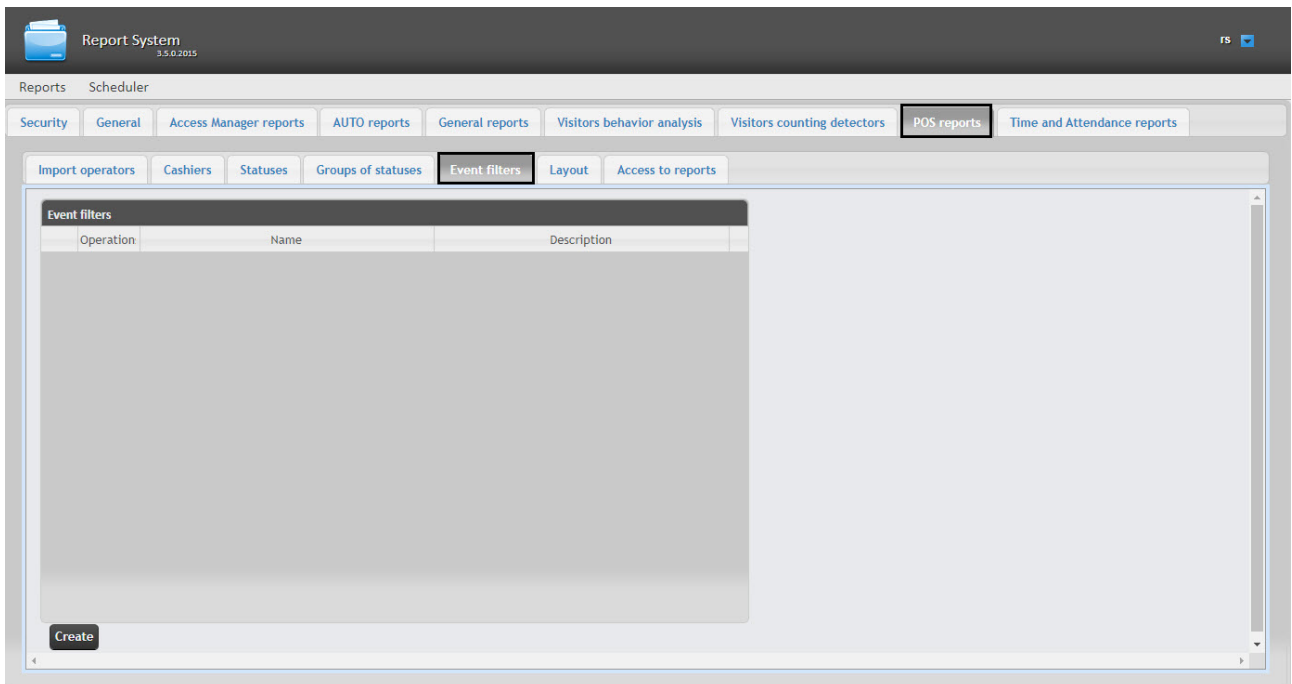 Report System
3.5.0.2015
rs
Reports Scheduler
Security General Access Manager reports AUTO reports General reports Visitors behavior analysis Visitors counting detectors POS reports Time and Attendance reports
Import operators Cashiers Statuses Groups of statuses Event filters Layout Access to reports
Event filters
Operation Name Description
Create